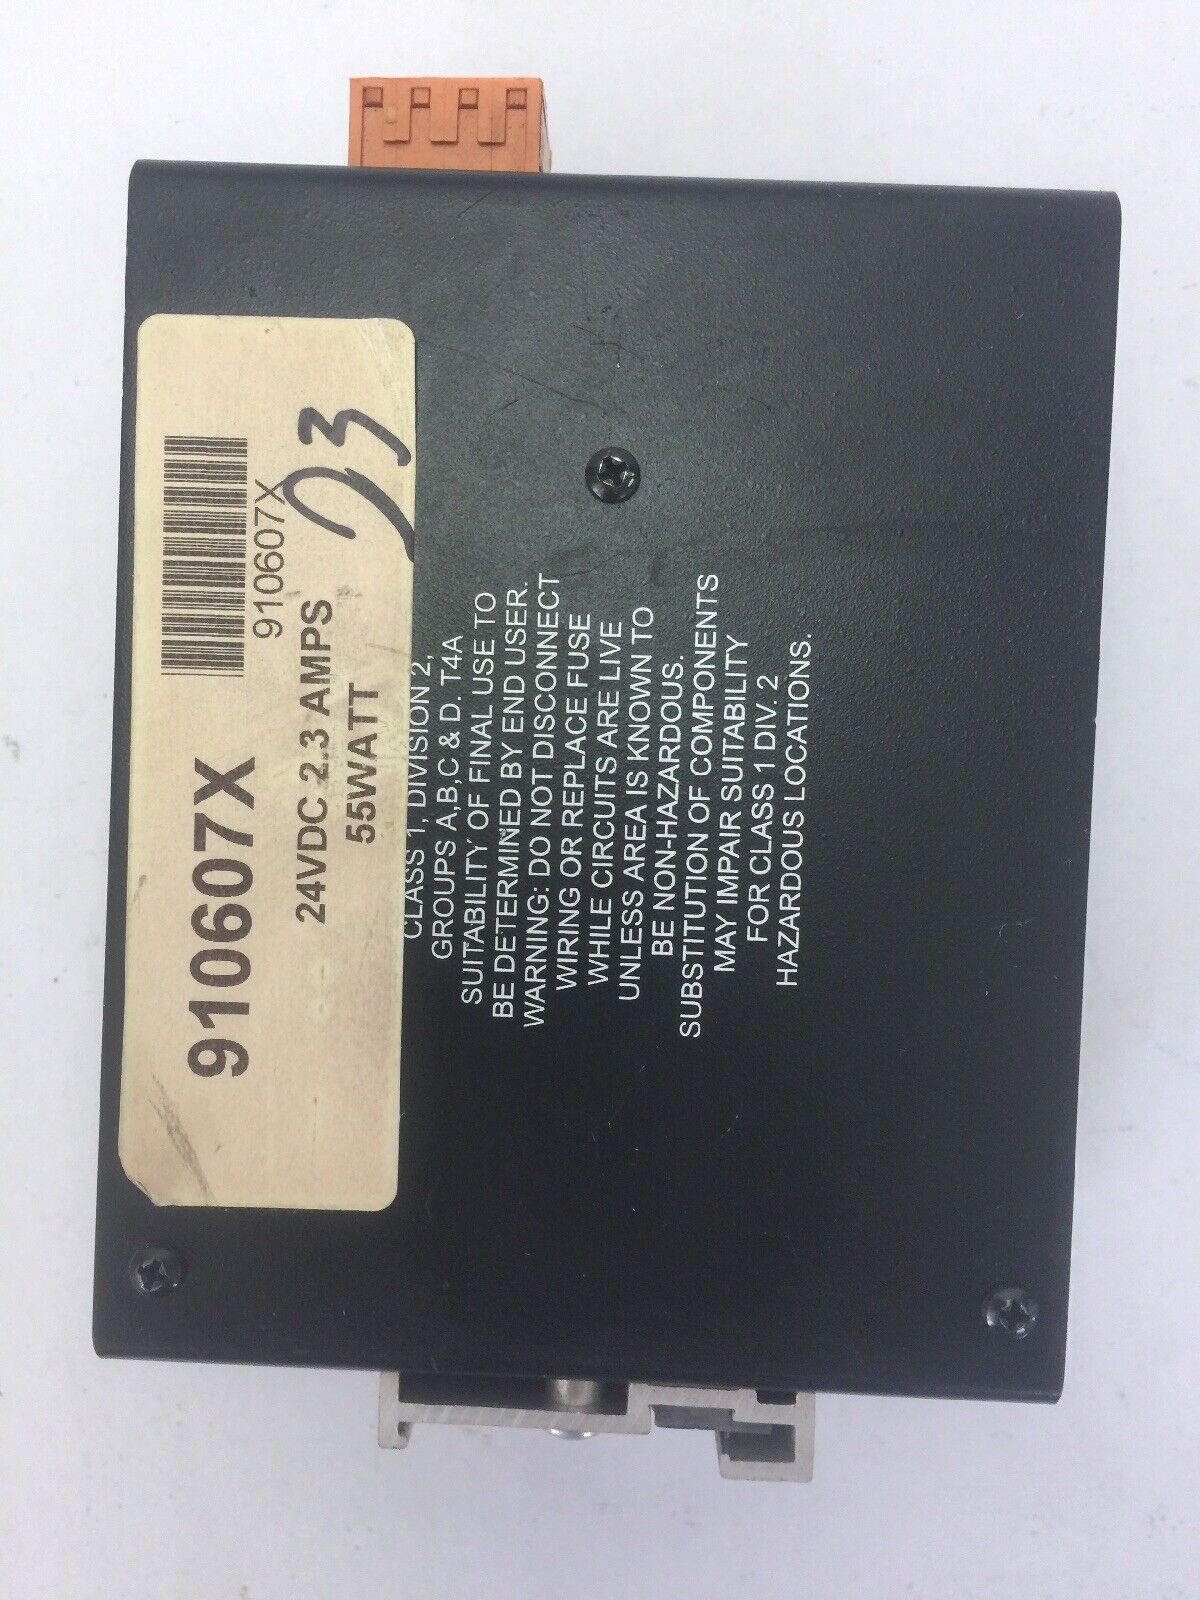 910607X
910607X
24VDC 2.3 AMPS
55WATT
CLASS 1, DIVISION 2,
GROUPS A,B,C & D. T4A
SUITABILITY OF FINAL USE TO
BE DETERMINED BY END USER.
WARNING: DO NOT DISCONNECT
WIRING OR REPLACE FUSE
WHILE CIRCUITS ARE LIVE
UNLESS AREA IS KNOWN TO
BE NON-HAZARDOUS.
SUBSTITUTION OF COMPONENTS
MAY IMPAIR SUITABILITY
FOR CLASS 1 DIV. 2
HAZARDOUS LOCATIONS.